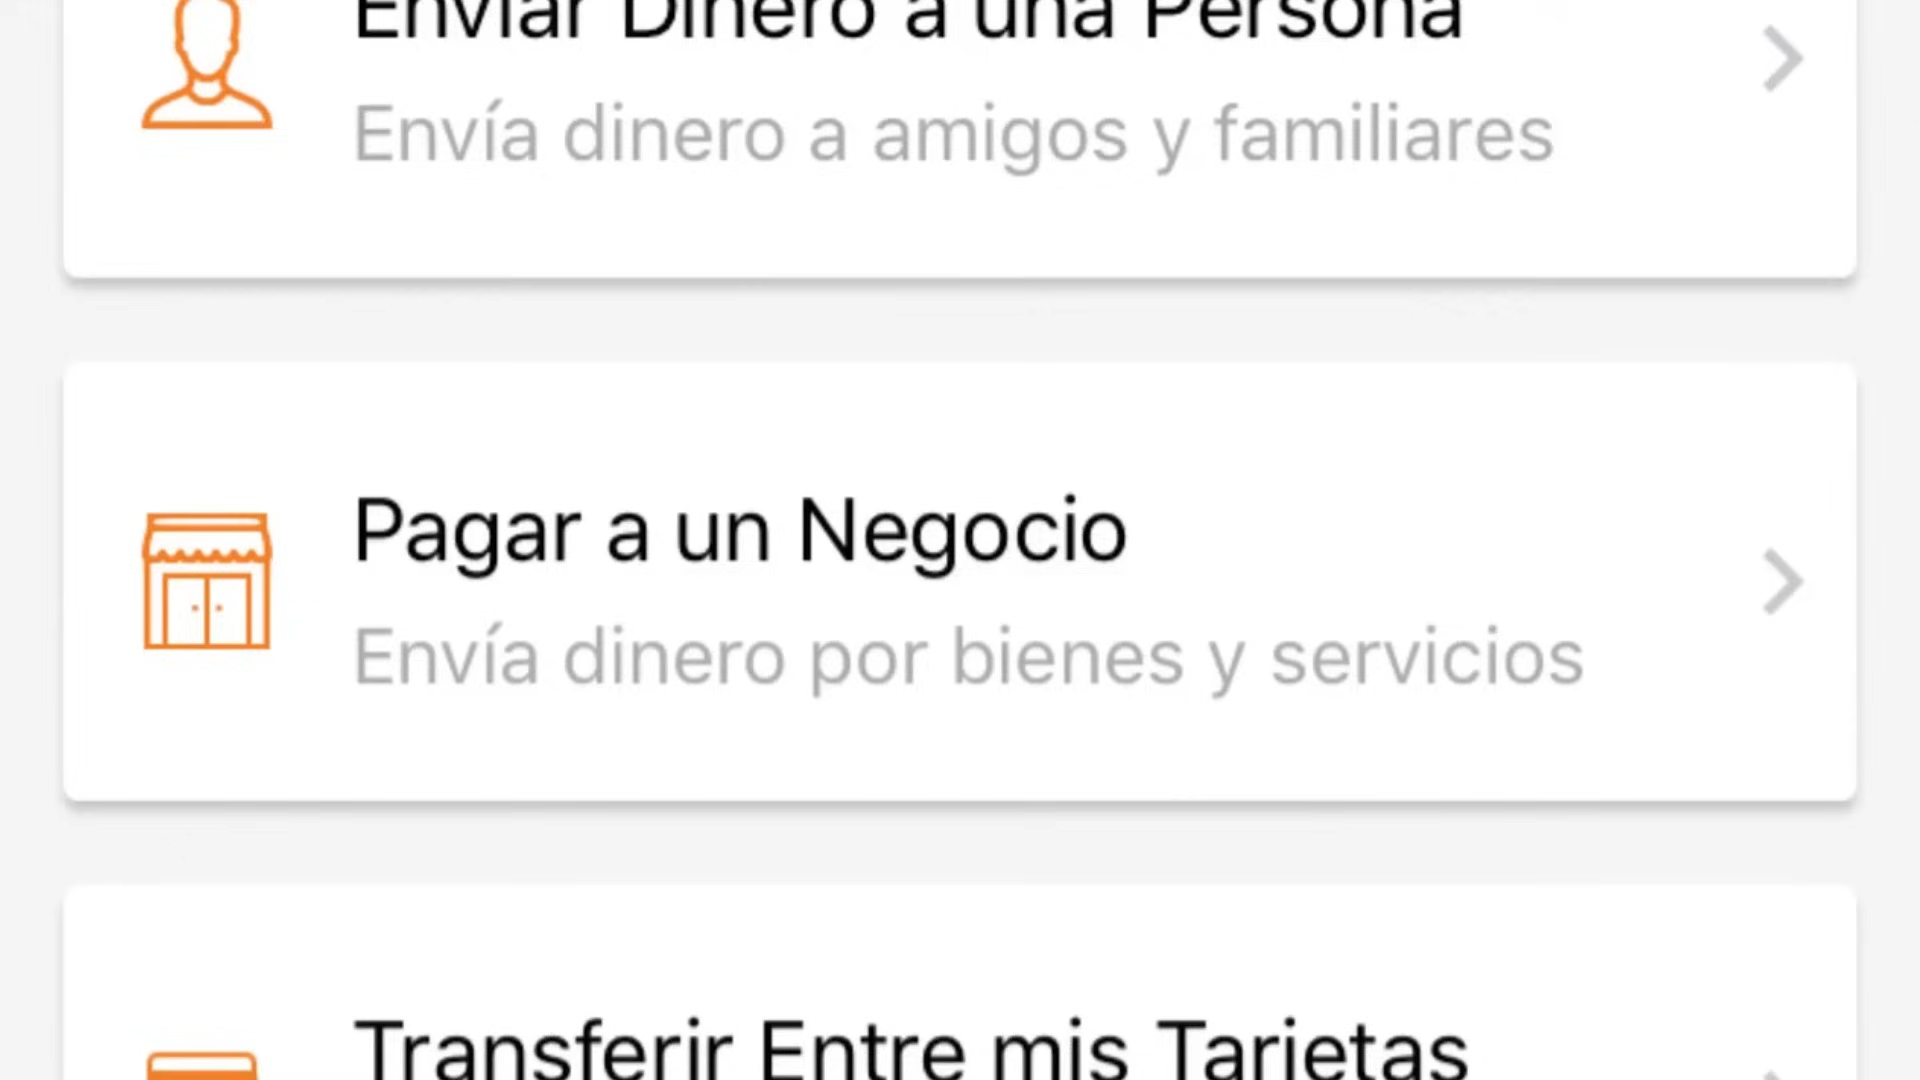 Enviar Dinero a una Persona
Envía dinero a amigos y familiares
Pagar a un Negocio
Envía dinero por bienes y servicios
Transferir Entre mis Tarjetas